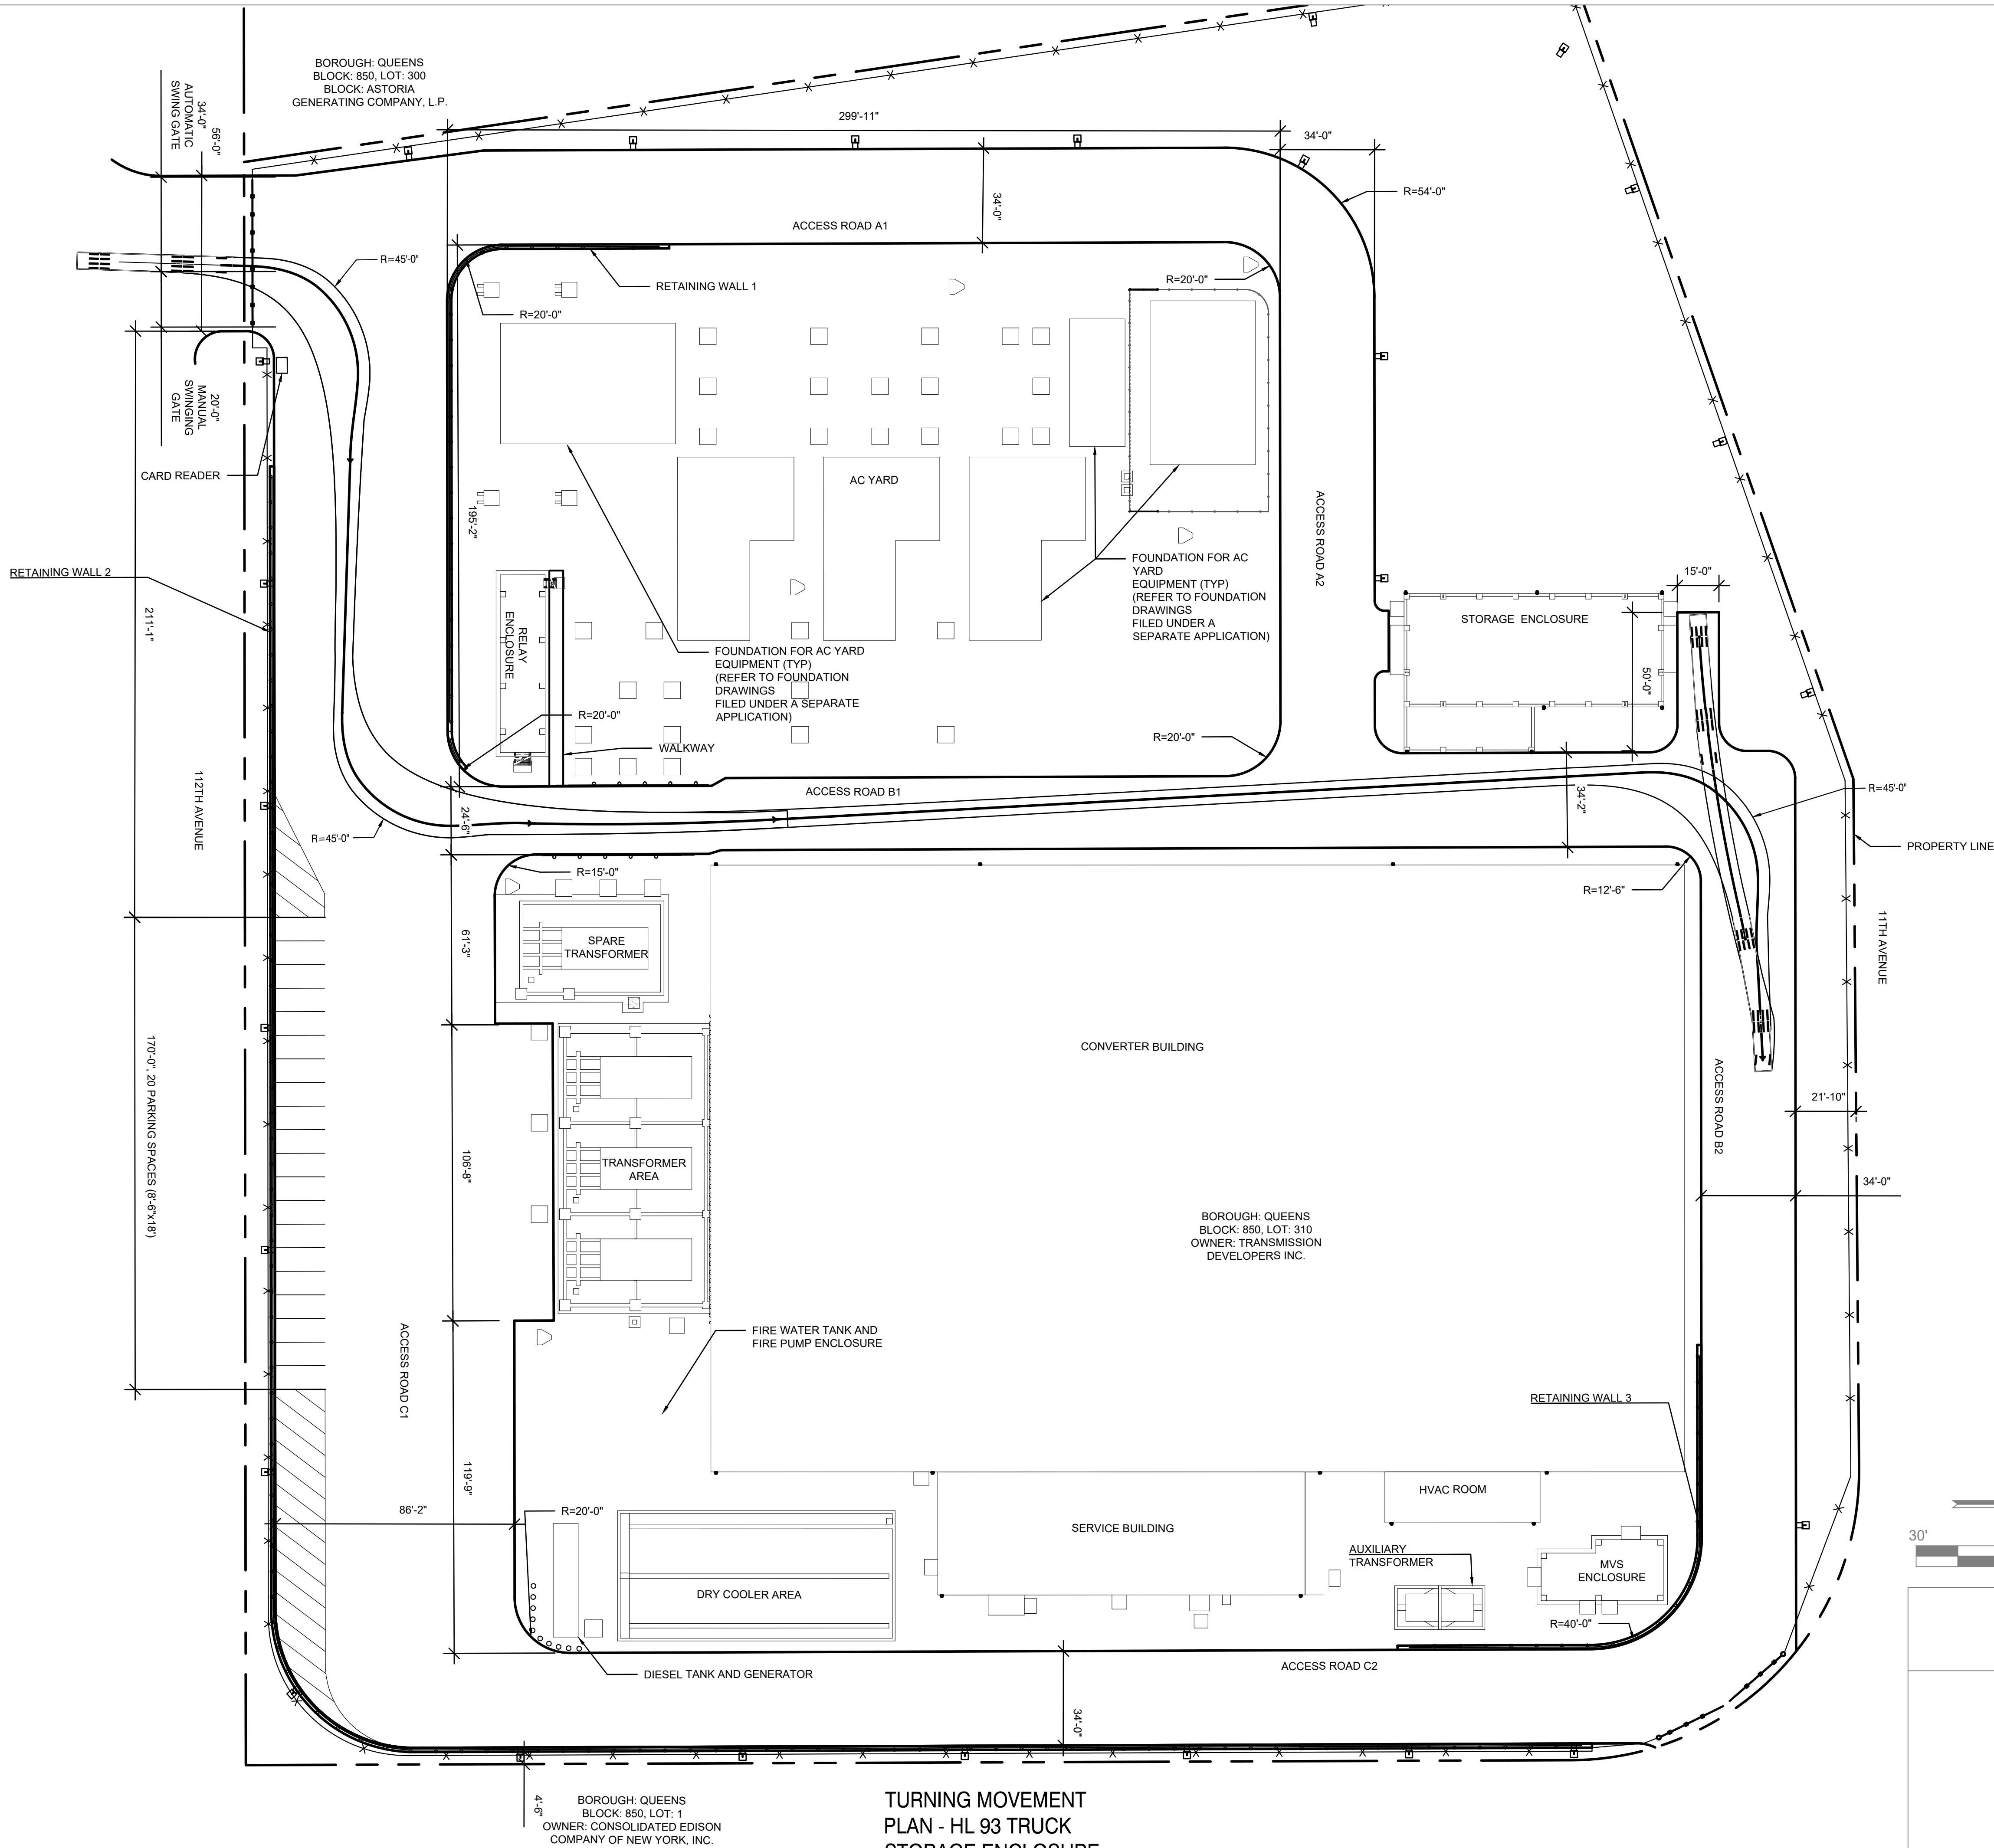 BOROUGH: QUEENS
BLOCK: 850, LOT: 300
BLOCK: ASTORIA
GENERATING COMPANY, L.P.
56'-0"
34'-0"
AUTOMATIC
SWING GATE
299'-11"
34'-0"
R=54'-0"
34'-0"
ACCESS ROAD A1
R=45'-0"
RETAINING WALL 1
R=20'-0"
R=20'-0"
20'-0"
MANUAL
SWINGING
GATE
CARD READER
AC YARD
195'-2"
ACCESS ROAD A2
FOUNDATION FOR AC
YARD
EQUIPMENT (TYP)
(REFER TO FOUNDATION
DRAWINGS
FILED UNDER A
SEPARATE APPLICATION)
RETAINING WALL 2
211'-1"
15'-0"
STORAGE ENCLOSURE
50'-0"
RELAY
ENCLOSURE
FOUNDATION FOR AC YARD
EQUIPMENT (TYP)
(REFER TO FOUNDATION
DRAWINGS
FILED UNDER A SEPARATE
APPLICATION)
R=20'-0"
WALKWAY
R=20'-0"
112TH AVENUE
ACCESS ROAD B1
34'-2"
R=45'-0"
24'-6"
R=45'-0"
PROPERTY LINE
R=15'-0"
R=12'-6"
61'-3"
SPARE
TRANSFORMER
11TH AVENUE
CONVERTER BUILDING
ACCESS ROAD B2
21'-10"
170'-0", 20 PARKING SPACES (8'-6"x18')
106'-8"
TRANSFORMER
AREA
34'-0"
BOROUGH: QUEENS
BLOCK: 850, LOT: 310
OWNER: TRANSMISSION
DEVELOPERS INC.
ACCESS ROAD C1
FIRE WATER TANK AND
FIRE PUMP ENCLOSURE
RETAINING WALL 3
119'-9"
86'-2"
R=20'-0"
HVAC ROOM
SERVICE BUILDING
30'
AUXILIARY
TRANSFORMER
MVS
ENCLOSURE
DRY COOLER AREA
R=40'-0"
DIESEL TANK AND GENERATOR
ACCESS ROAD C2
34'-0"
4'-6"
BOROUGH: QUEENS
BLOCK: 850, LOT: 1
OWNER: CONSOLIDATED EDISON
COMPANY OF NEW YORK, INC.
TURNING MOVEMENT
PLAN - HL 93 TRUCK
STORAGE ENCLOSURE